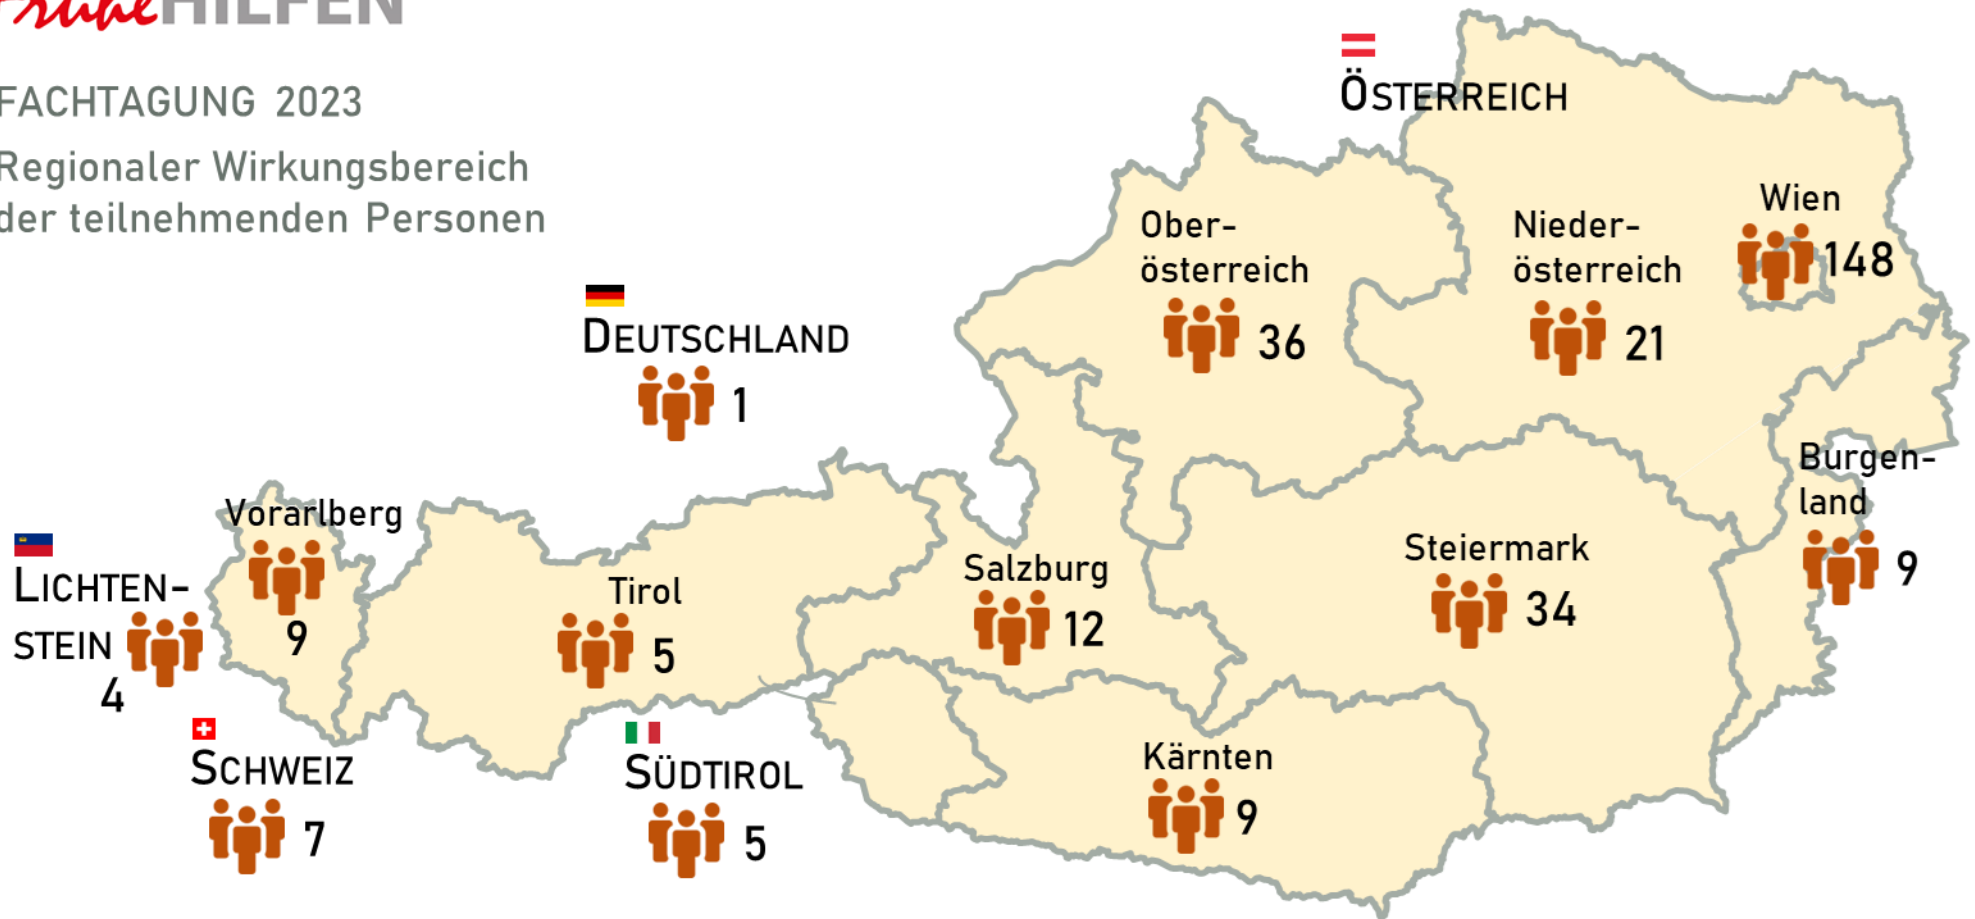 FrüheHILFEN
FACHTAGUNG 2023
Regionaler Wirkungsbereich
der teilnehmenden Personen
ÖSTERREICH
Wien
148
Ober-
österreich
36
Nieder-
österreich
21
DEUTSCHLAND
1
Burgen-
land
9
Vorarlberg
9
LICHTEN-
STEIN
4
Tirol
5
Salzburg
12
Steiermark
34
SCHWEIZ
7
SÜDTIROL
5
Kärnten
9